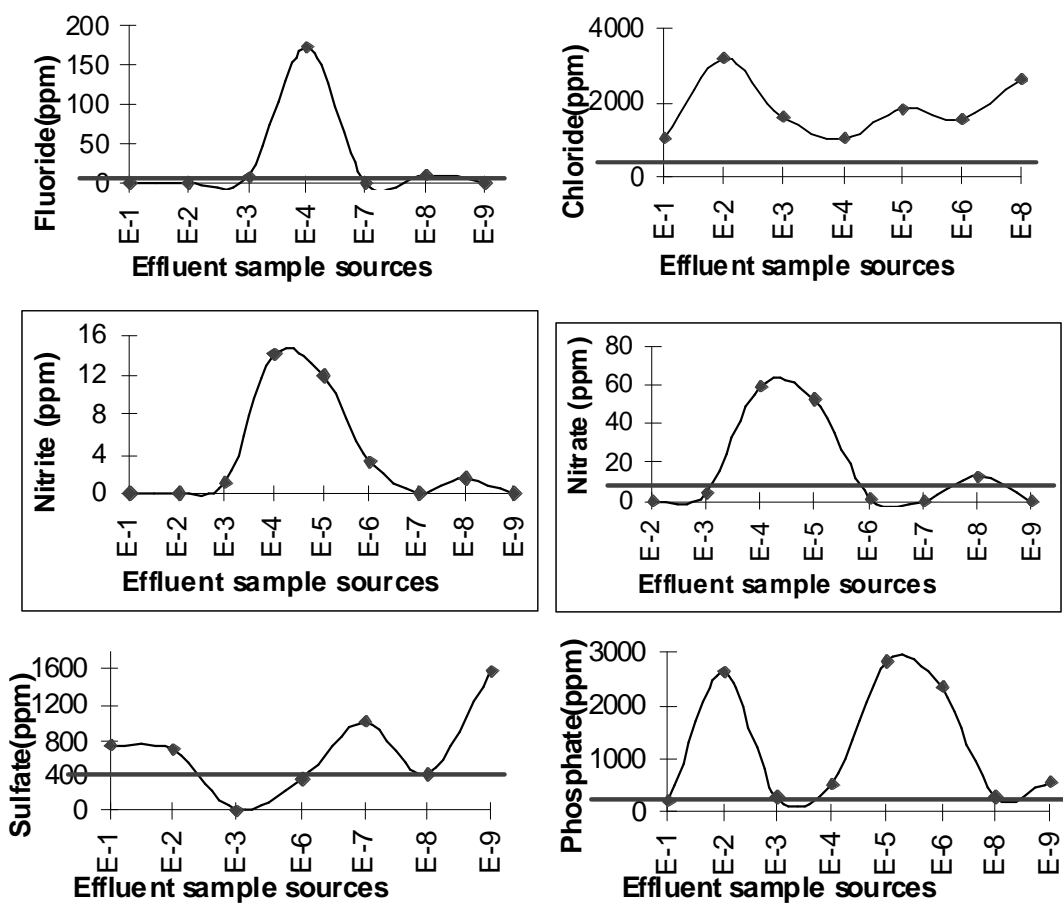 Fluoride(ppm)
200
150
100
50
0
E-1 E-2 E-3 E-4 E-7 E-8 E-9
Effluent sample sources
Chloride(ppm)
4000
2000
0
E-1 E-2 E-3 E-4 E-5 E-6 E-8
Effluent sample sources
Nitrite (ppm)
16
12
8
4
0
E-1 E-2 E-3 E-4 E-5 E-6 E-7 E-8 E-9
Effluent sample sources
Nitrate (ppm)
80
60
40
20
0
E-2 E-3 E-4 E-5 E-6 E-7 E-8 E-9
Effluent sample sources
Sulfate(ppm)
1600
1200
800
400
0
E-1 E-2 E-3 E-6 E-7 E-8 E-9
Effluent sample sources
Phosphate(ppm)
3000
2000
1000
0
E-1 E-2 E-3 E-4 E-5 E-6 E-8 E-9
Effluent sample sources